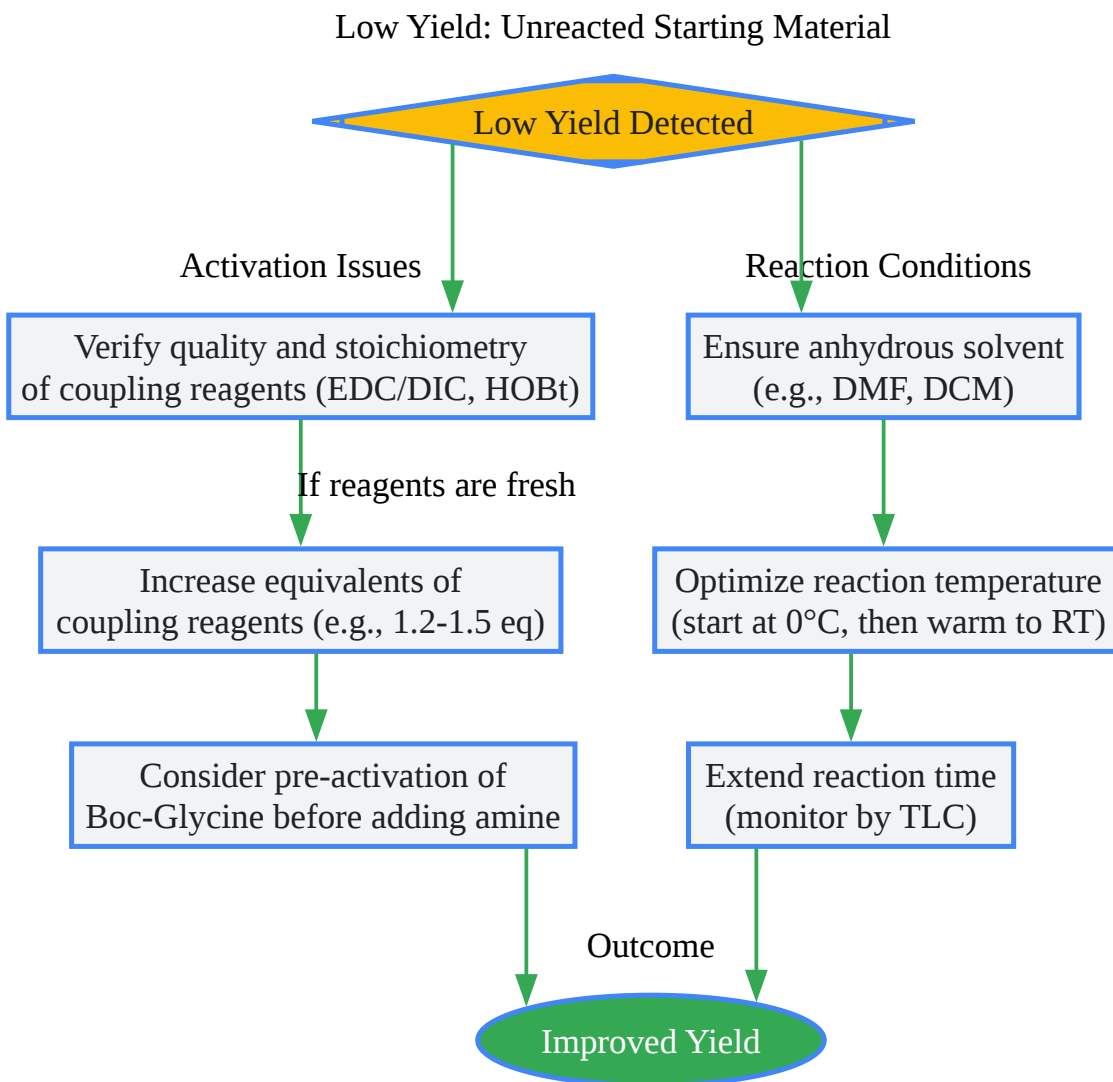 Low Yield: Unreacted Starting Material
Low Yield Detected
Activation Issues
Reaction Conditions
Verify quality and stoichiometry
of coupling reagents (EDC/DIC, HOBt)
Ensure anhydrous solvent
(e.g., DMF, DCM)
If reagents are fresh
Increase equivalents of
coupling reagents (e.g., 1.2-1.5 eq)
Optimize reaction temperature
(start at 0°C, then warm to RT)
Consider pre-activation of
Boc-Glycine before adding amine
Extend reaction time
(monitor by TLC)
Outcome
Improved Yield